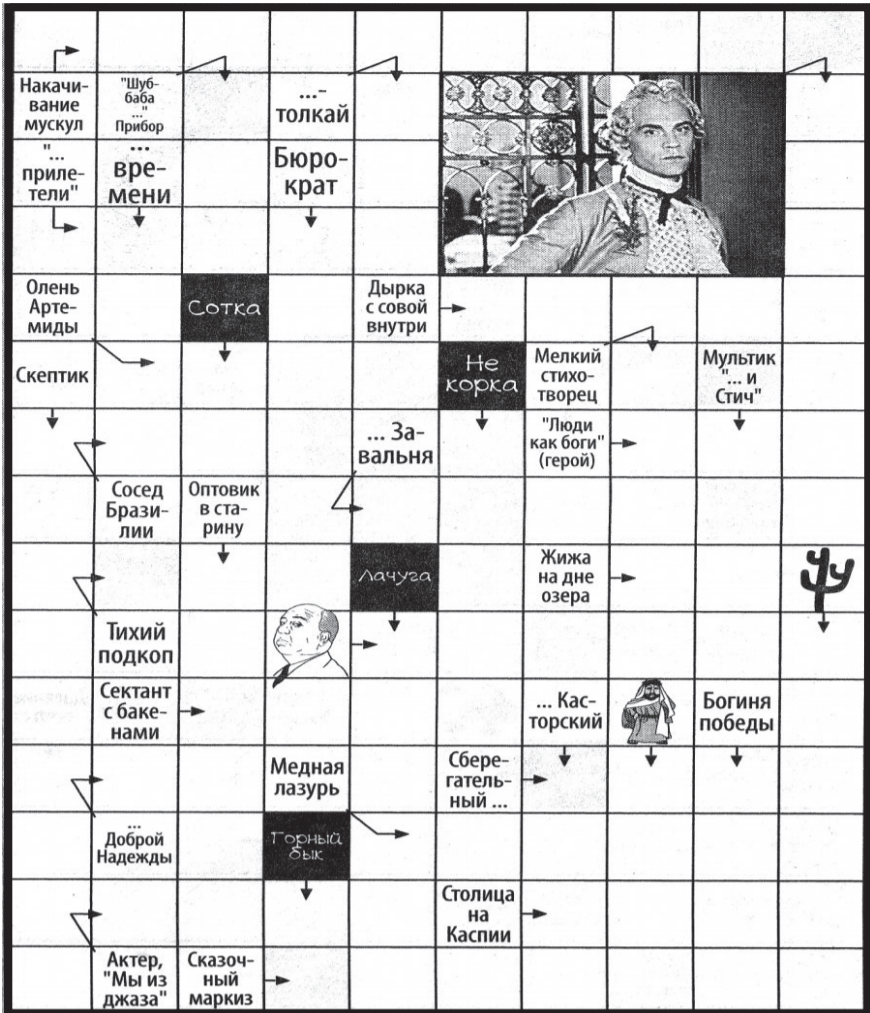 Накачи-
вание
мускул
"Шуб-
баба
..."
Прибор
...-
толкай
"...
приле-
тели"
...
вре-
мени
Бюро-
крат
Олень
Арте-
миды
Сотка
Дырка
с совой
внутри
Скептик
Не
корка
Мелкий
стихо-
творец
Мультик
"... и
Стич"
... За-
вальня
"Люди
как боги"
(герой)
Сосед
Брази-
лии
Оптовик
в ста-
рину
Лачуга
Жижа
на дне
озера
Тихий
подкоп
Сектант
с баке-
нами
... Кас-
торский
Богиня
победы
Медная
лазурь
Сбере-
гатель-
ный ...
...
Доброй
Надежды
Горный
бык
Столица
на
Каспии
Актер,
"Мы из
джаза"
Сказоч-
ный
маркиз